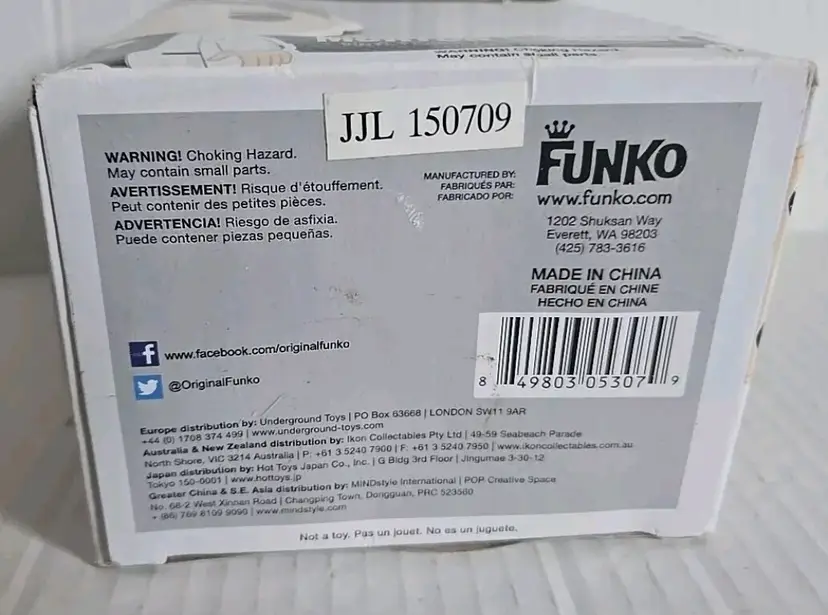 WARNING! Choking Hazard.
May contain small parts.
JJL 150709
WARNING! Choking Hazard.
May contain small parts.
AVERTISSEMENT! Risque d'étouffement.
Peut contenir des petites pièces.
ADVERTENCIA! Riesgo de asfixia.
Puede contener piezas pequeñas.
MANUFACTURED BY:
FABRIQUÉS PAR:
FABRICADO POR:
FUNKO
www.funko.com
1202 Shuksan Way
Everett, WA 98203
(425) 783-3616
MADE IN CHINA
FABRIQUÉ EN CHINE
HECHO EN CHINA
8 49803 05307 9
f www.facebook.com/originalfunko
@OriginalFunko
Europe distribution by: Underground Toys | PO Box 63668 | LONDON SW11 9AR
+44 (0) 1708 374 499 | www.underground-toys.com
Australia & New Zealand distribution by: Ikon Collectables Pty Ltd | 49-59 Seabeach Parade
North Shore, VIC 3214 Australia | P: +61 3 5240 7900 | F: +61 3 5240 7950 | www.ikoncollectables.com.au
Japan distribution by: Hot Toys Japan Co., Inc. | G Bldg 3rd Floor | Jingumae 3-30-12
Tokyo 150-0001 | www.hottoys.jp
Greater China & S.E. Asia distribution by: MINDstyle International | POP Creative Space
No. 66-2 West Xinnan Road | Changping Town, Dongguan, PRC 523560
+ (86) 769 8109 9090 | www.mindstyle.com
Not a toy. Pas un jouet. No es un juguete.